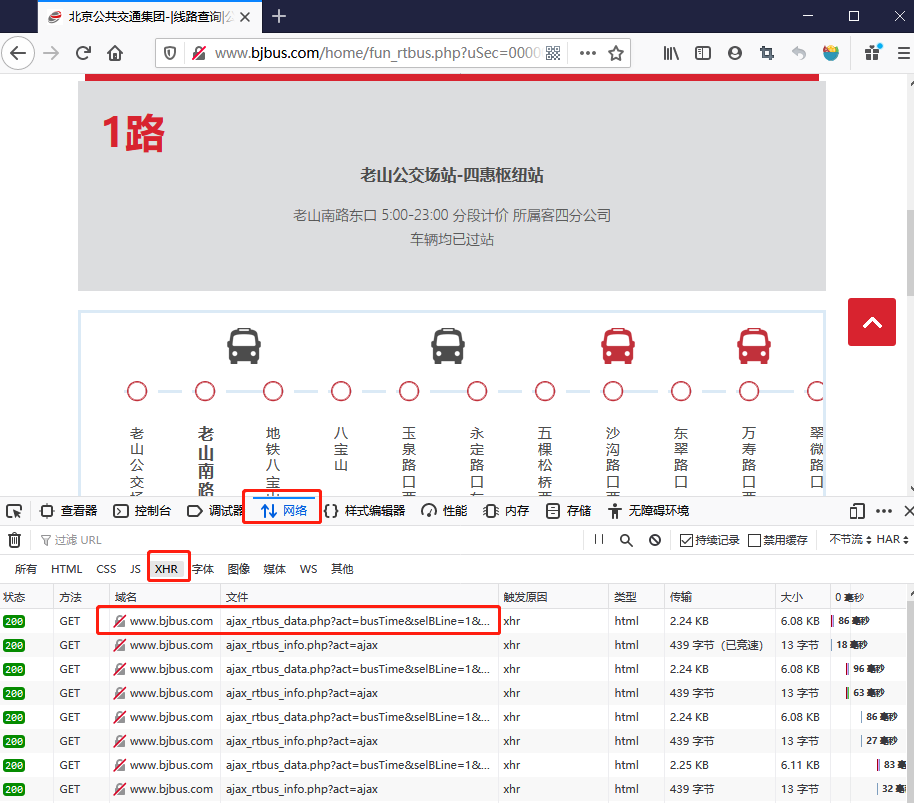 北京公共交通集团-|线路查询|公
www.bjbus.com/home/fun_rtbus.php?uSec=0000
1路
老山公交场站-四惠枢纽站
老山南路东口 5:00-23:00 分段计价 所属客四分公司
车辆均已过站
老山公交场
老山南路
地铁八宝山
八宝山
玉泉路口西
永定路口东
五棵松桥西
沙沟路口西
东翠路口
万寿路口西
翠微路口
查看器 控制台 调试器 网络 {} 样式编辑器 性能 内存 存储 无障碍环境
过滤 URL 持续记录 禁用缓存 不节流 HAR
所有 HTML CSS JS XHR 字体 图像 媒体 WS 其他
状态 方法 域名 文件 触发原因 类型 传输 大小 0 毫秒
200 GET www.bjbus.com ajax_rtbus_data.php?act=busTime&selBLine=1&... xhr html 2.24 KB 6.08 KB 86 毫秒
200 GET www.bjbus.com ajax_rtbus_info.php?act=ajax xhr html 439 字节（已竞速） 13 字节 18 毫秒
200 GET www.bjbus.com ajax_rtbus_data.php?act=busTime&selBLine=1&... xhr html 2.24 KB 6.08 KB 96 毫秒
200 GET www.bjbus.com ajax_rtbus_info.php?act=ajax xhr html 439 字节 13 字节 63 毫秒
200 GET www.bjbus.com ajax_rtbus_data.php?act=busTime&selBLine=1&... xhr html 2.24 KB 6.08 KB 86 毫秒
200 GET www.bjbus.com ajax_rtbus_info.php?act=ajax xhr html 439 字节 13 字节 27 毫秒
200 GET www.bjbus.com ajax_rtbus_data.php?act=busTime&selBLine=1&... xhr html 2.25 KB 6.11 KB 83 毫
200 GET www.bjbus.com ajax_rtbus_info.php?act=ajax xhr html 439 字节 13 字节 32 毫